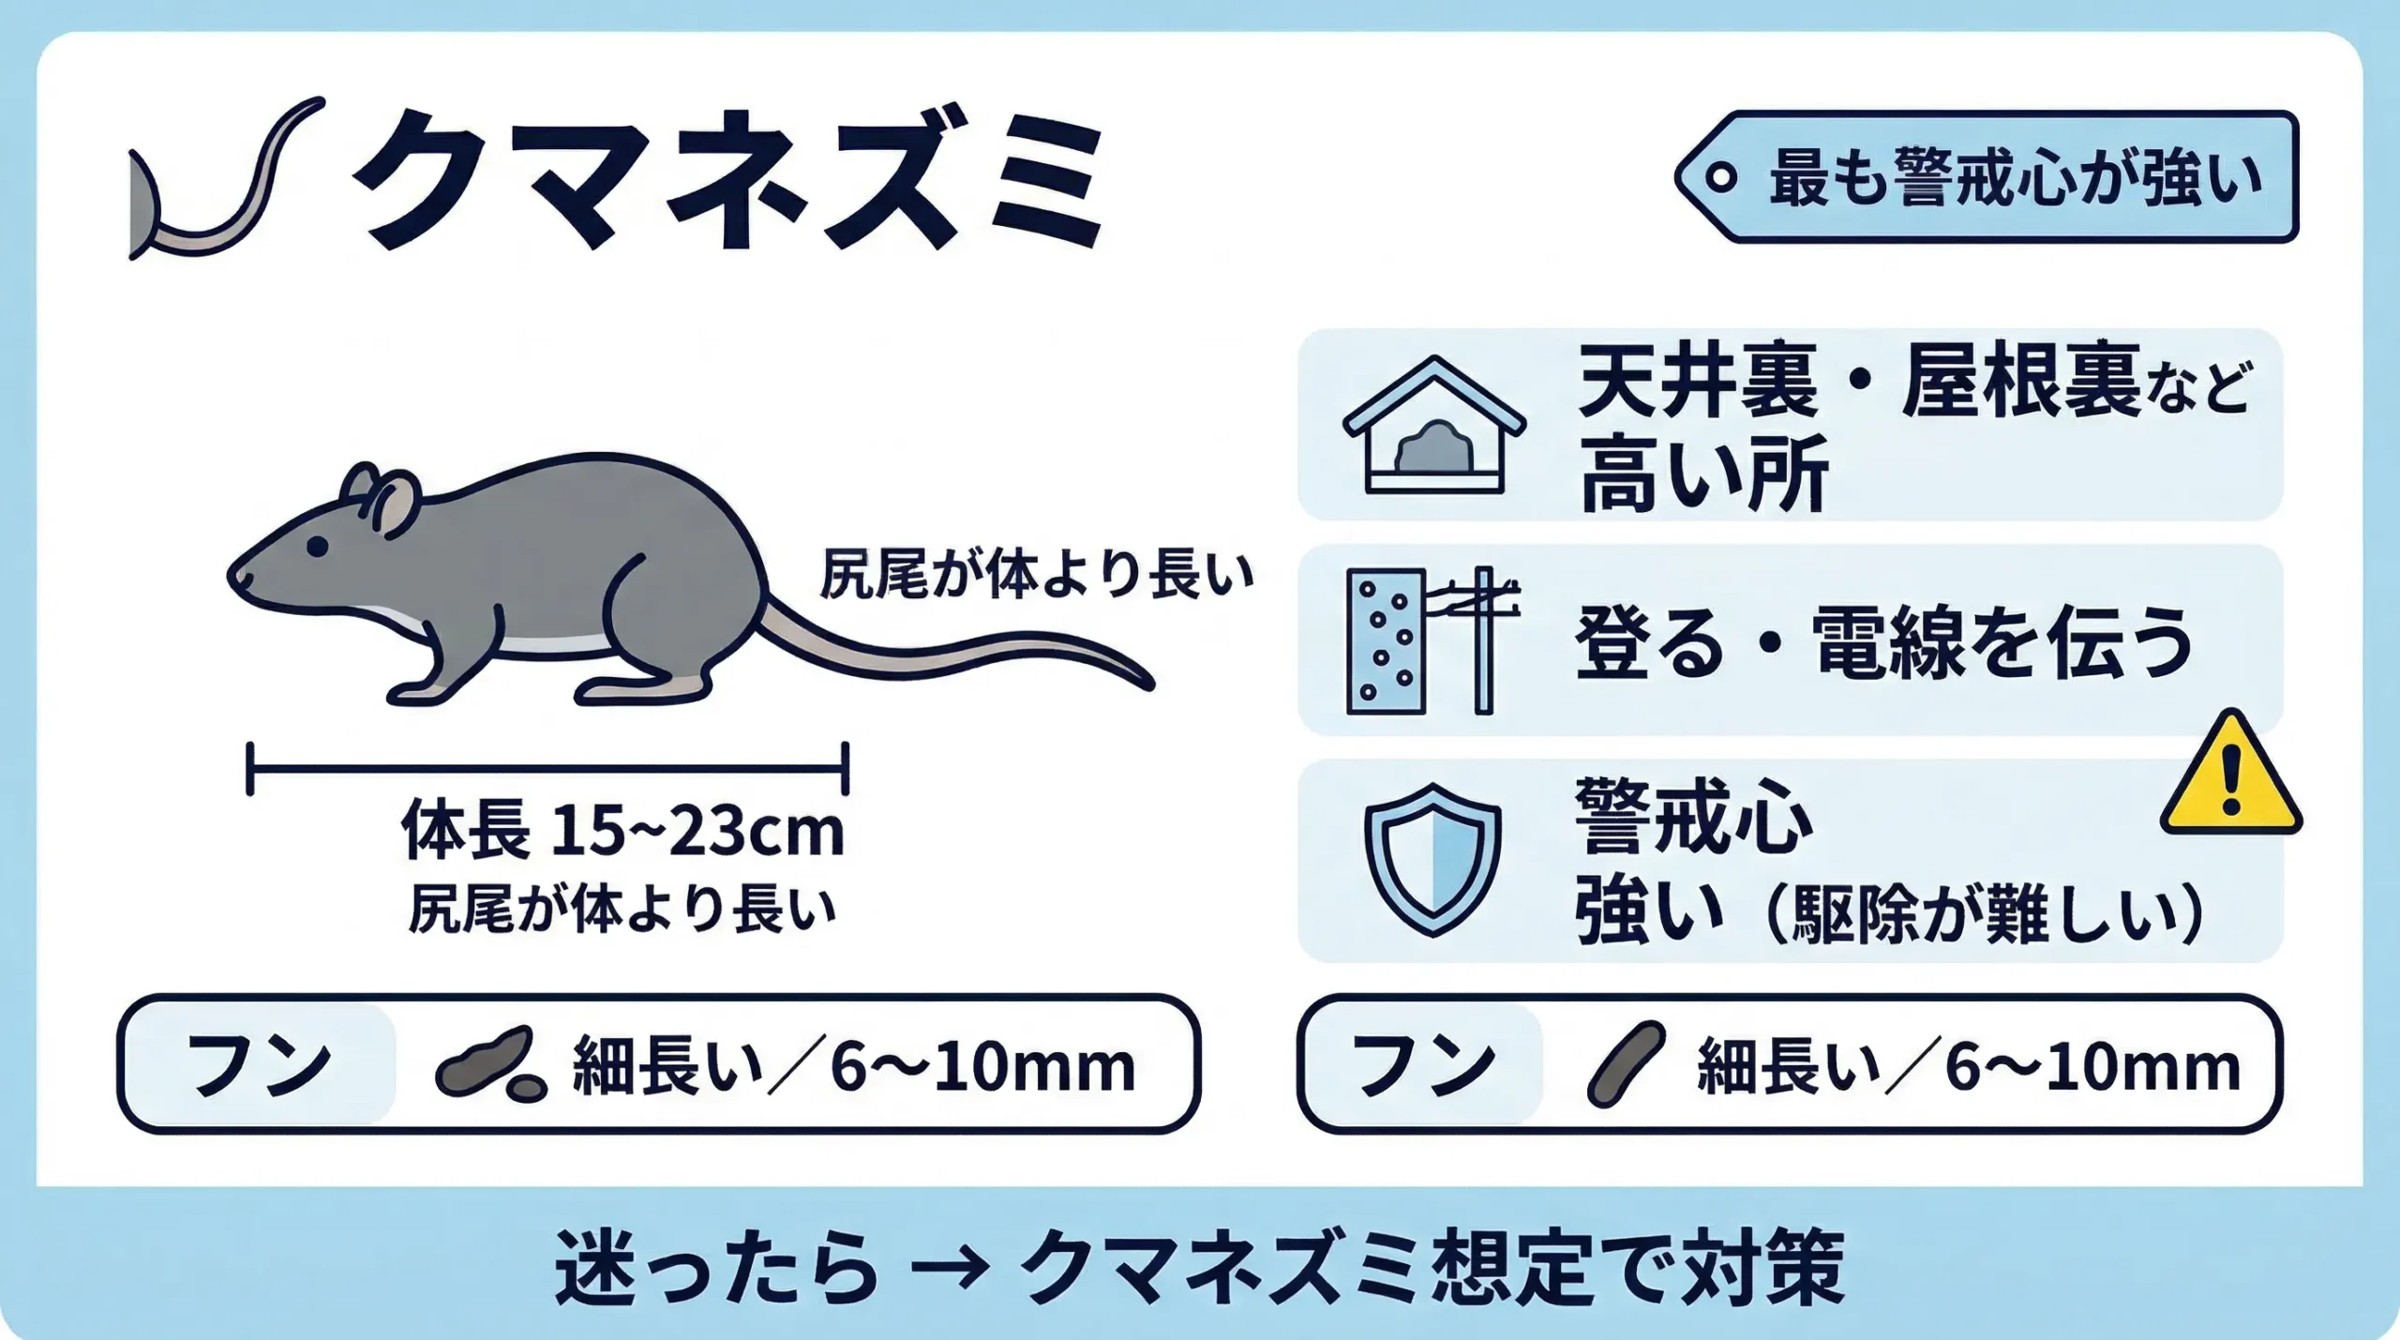 クマネズミ
最も警戒心が強い
尻尾が体より長い
体長 15~23cm
尻尾が体より長い
天井裏・屋根裏など
高い所
登る・電線を伝う
警戒心
強い（駆除が難しい）
フン 細長い／6〜10mm
フン 細長い／6〜10mm
迷ったら → クマネズミ想定で対策